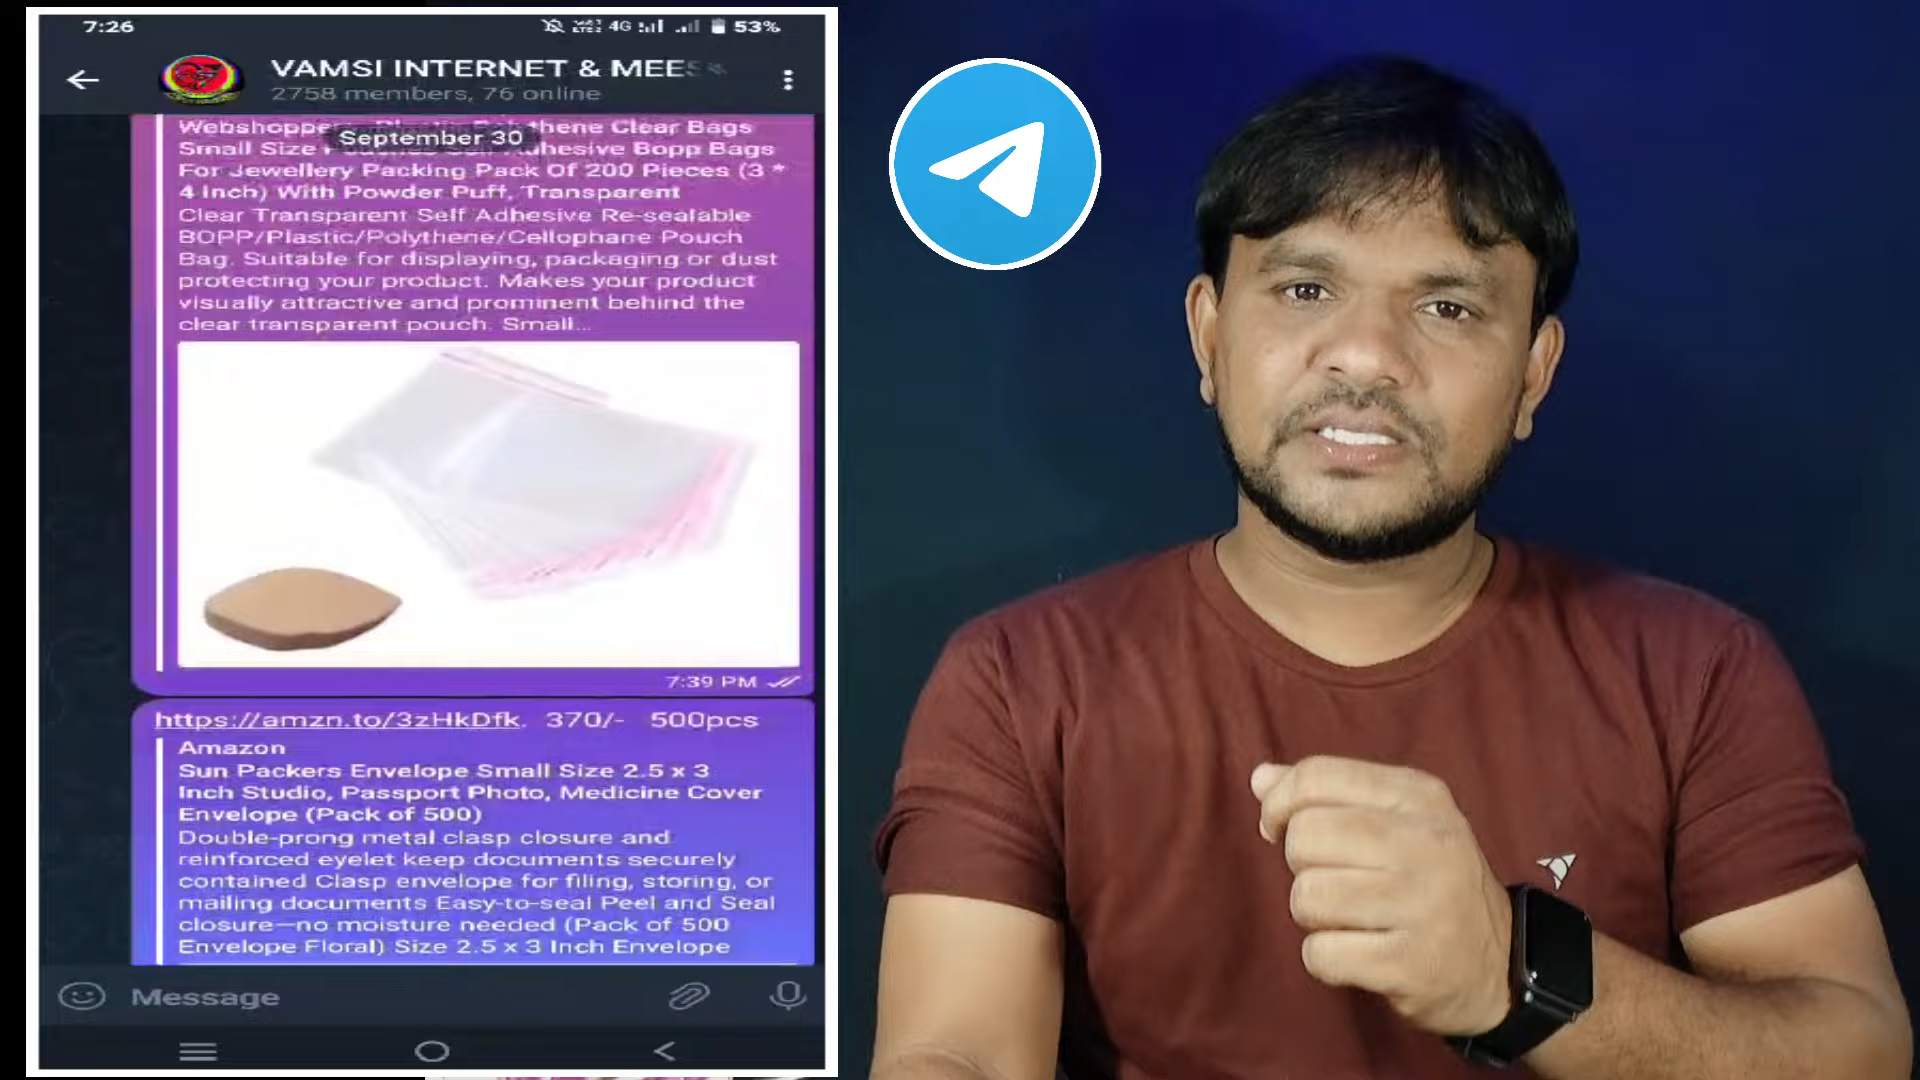 7:26
4G 53%
VAMSI INTERNET & MEES
2758 members, 76 online
September 30
Clear Bags
Small Size Bopp Bags
For Jewellery Packing Pack Of 200 Pieces (3 *
4 Inch) With Powder Puff, Transparent
Clear Transparent Self Adhesive Re-sealable
BOPP/Plastic/Polythene/Cellophane Pouch
Bag. Suitable for displaying, packaging or dust
protecting your product. Makes your product
visually attractive and prominent behind the
clear transparent pouch. Small...
7:39 PM
https://amzn.to/3zHkDfk. 370/- 500pcs
Amazon
Sun Packers Envelope Small Size 2.5 x 3
Inch Studio, Passport Photo, Medicine Cover
Envelope (Pack of 500)
Double-prong metal clasp closure and
reinforced eyelet keep documents securely
contained Clasp envelope for filing, storing, or
mailing documents Easy-to-seal Peel and Seal
closure—no moisture needed (Pack of 500
Envelope Floral) Size 2.5 x 3 Inch Envelope
Message